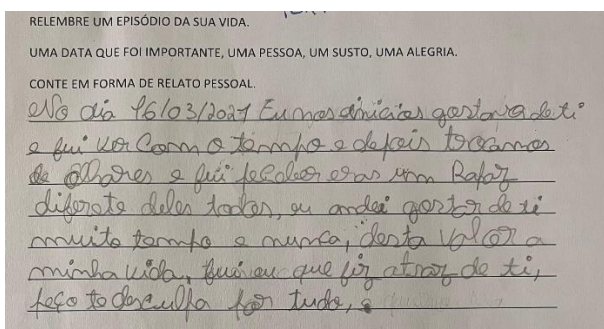 RELEMBRE UM EPISÓDIO DA SUA VIDA.
UMA DATA QUE FOI IMPORTANTE, UMA PESSOA, UM SUSTO, UMA ALEGRIA.
CONTE EM FORMA DE RELATO PESSOAL.
No dia 16/03/2021 Eu nos inicios gostava de ti
e fui ver Com o tempo e depois trocamos
de olhares e fui perceber eras um Rapaz
diferete deles todos, eu andei gostar de ti
muito tempo e nunca, desta valor a
minha vida, fui eu que fiz atraz de ti,
peço te desculpa por tudo, e